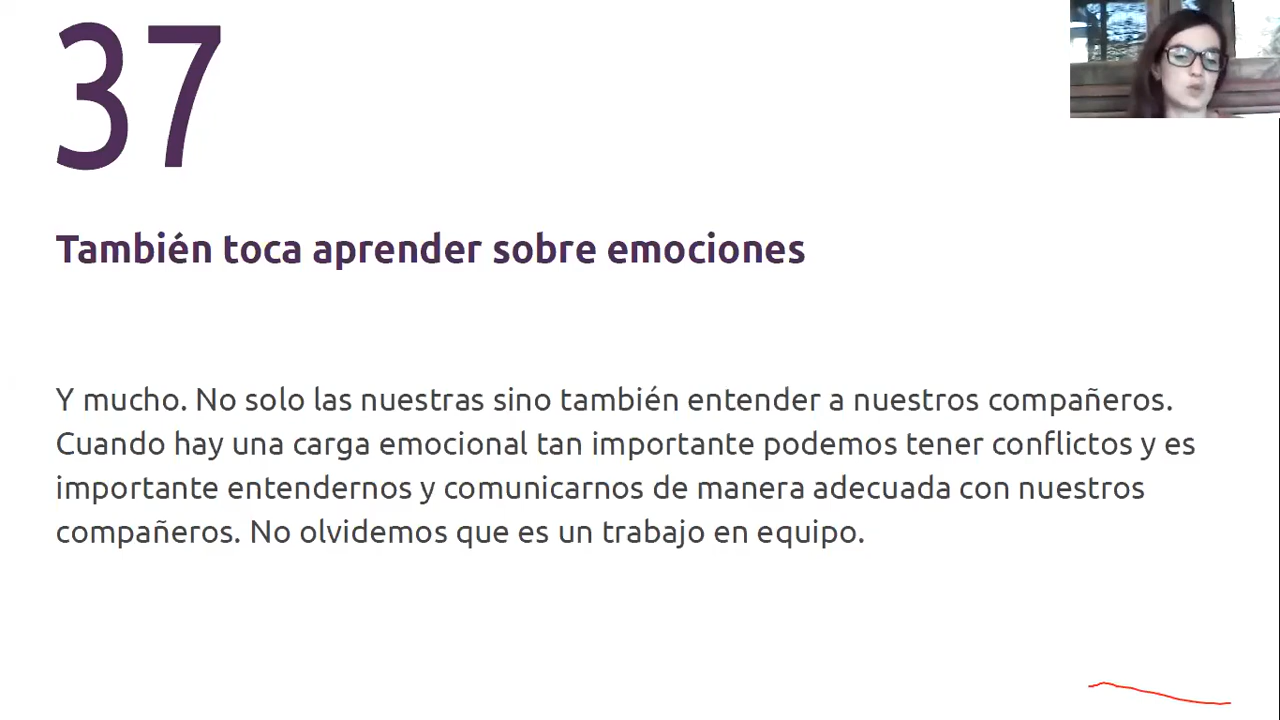 37
También toca aprender sobre emociones
Y mucho. No solo las nuestras sino también entender a nuestros compañeros.
Cuando hay una carga emocional tan importante podemos tener conflictos y es
importante entendernos y comunicarnos de manera adecuada con nuestros
compañeros. No olvidemos que es un trabajo en equipo.